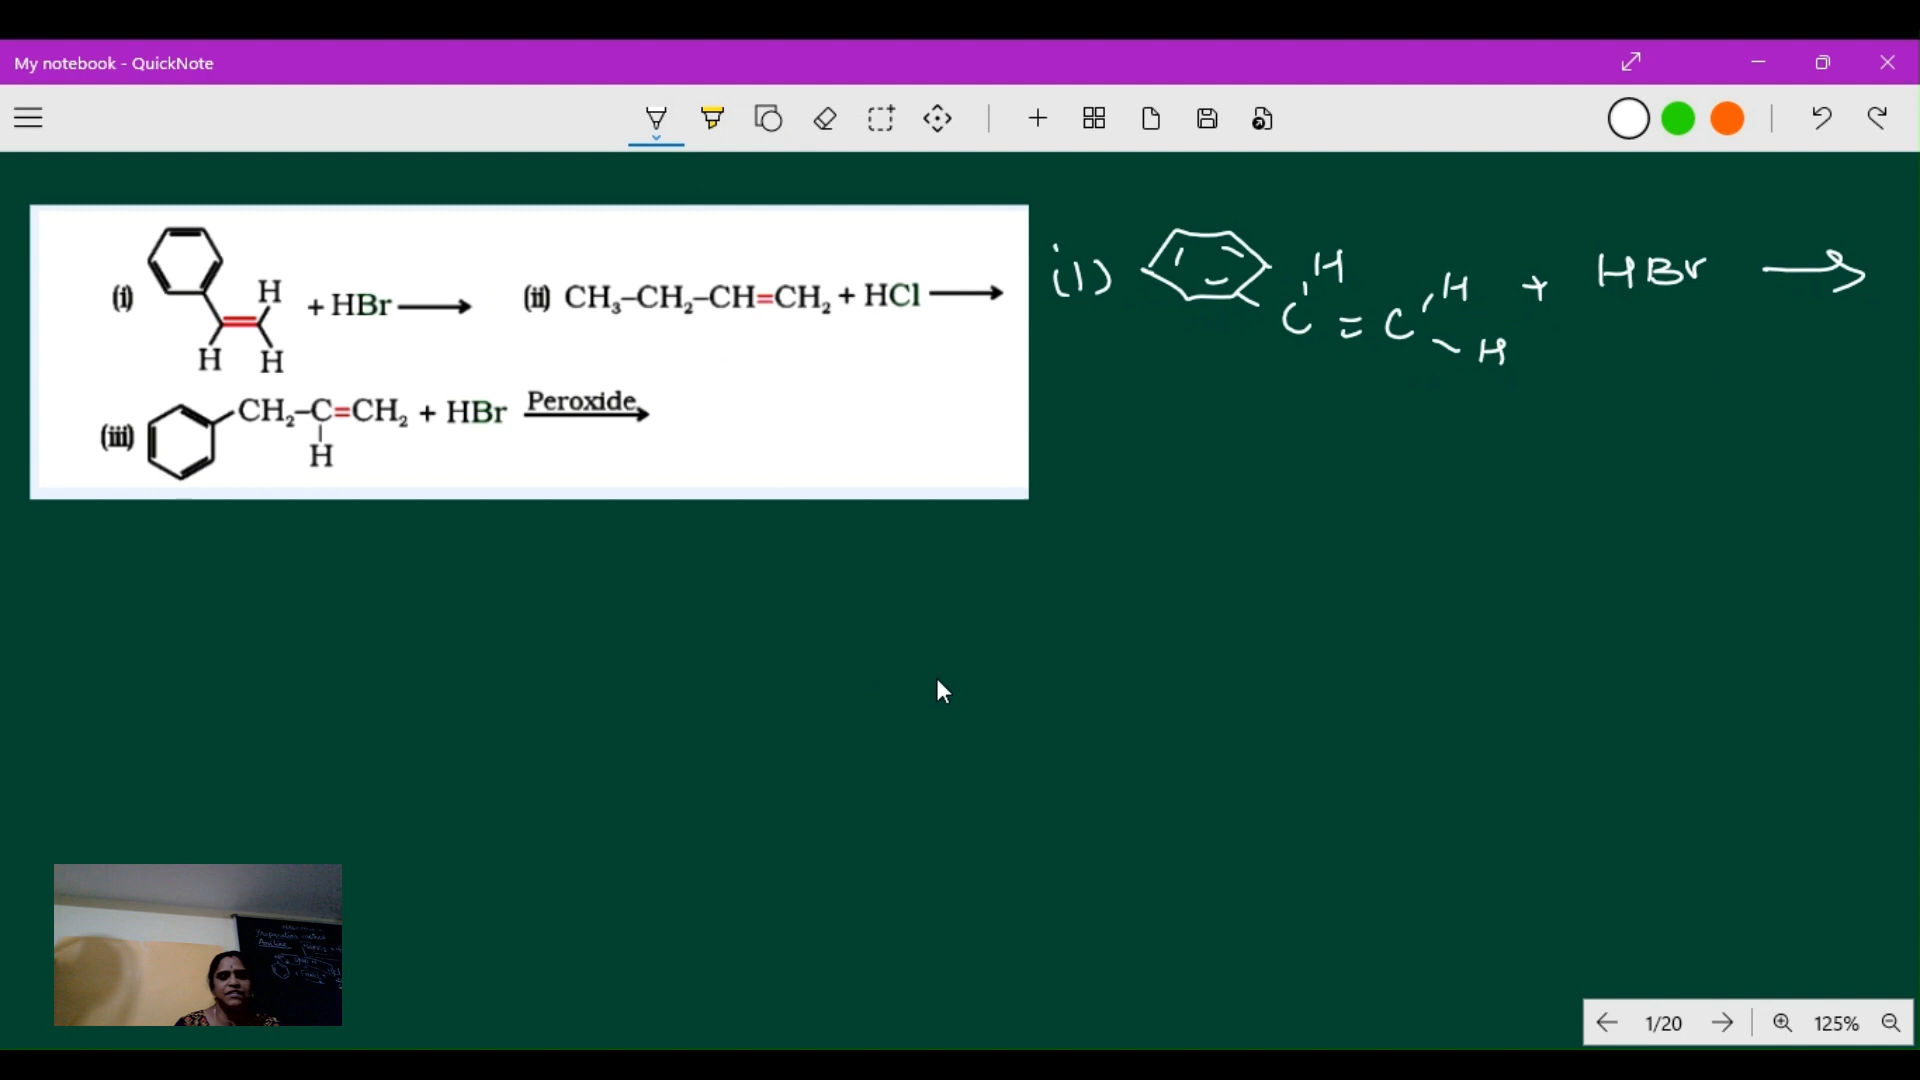 My notebook - QuickNote
(i) H + HBr ⟶
H H
(ii) CH₃–CH₂–CH=CH₂ + HCl ⟶
(iii) CH₂–C=CH₂ + HBr Peroxide ⟶
H
(i) H
C = C H + HBr ⟶
H
1/20 125%